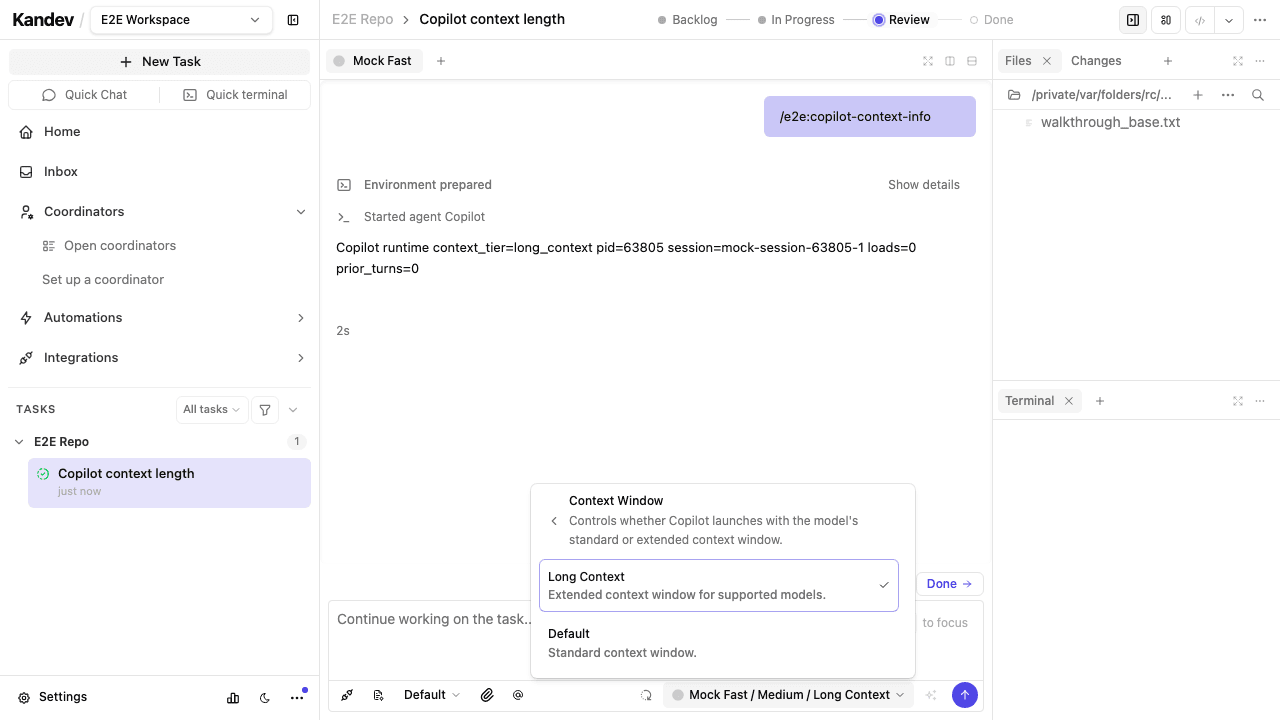 Kandev / E2E Workspace
E2E Repo > Copilot context length
Backlog
In Progress
Review
Done
New Task
Quick Chat
Quick terminal
Home
Inbox
Coordinators
Open coordinators
Set up a coordinator
Automations
Integrations
TASKS
All tasks
E2E Repo
1
Copilot context length
just now
Settings
Mock Fast
/e2e:copilot-context-info
Environment prepared
Show details
Started agent Copilot
Copilot runtime context_tier=long_context pid=63805 session=mock-session-63805-1 loads=0
prior_turns=0
2s
Context Window
Controls whether Copilot launches with the model's
standard or extended context window.
Long Context
Extended context window for supported models.
Default
Standard context window.
Done
Continue working on the task..
to focus
Default
Mock Fast / Medium / Long Context
Files
Changes
/private/var/folders/rc/...
walkthrough_base.txt
Terminal